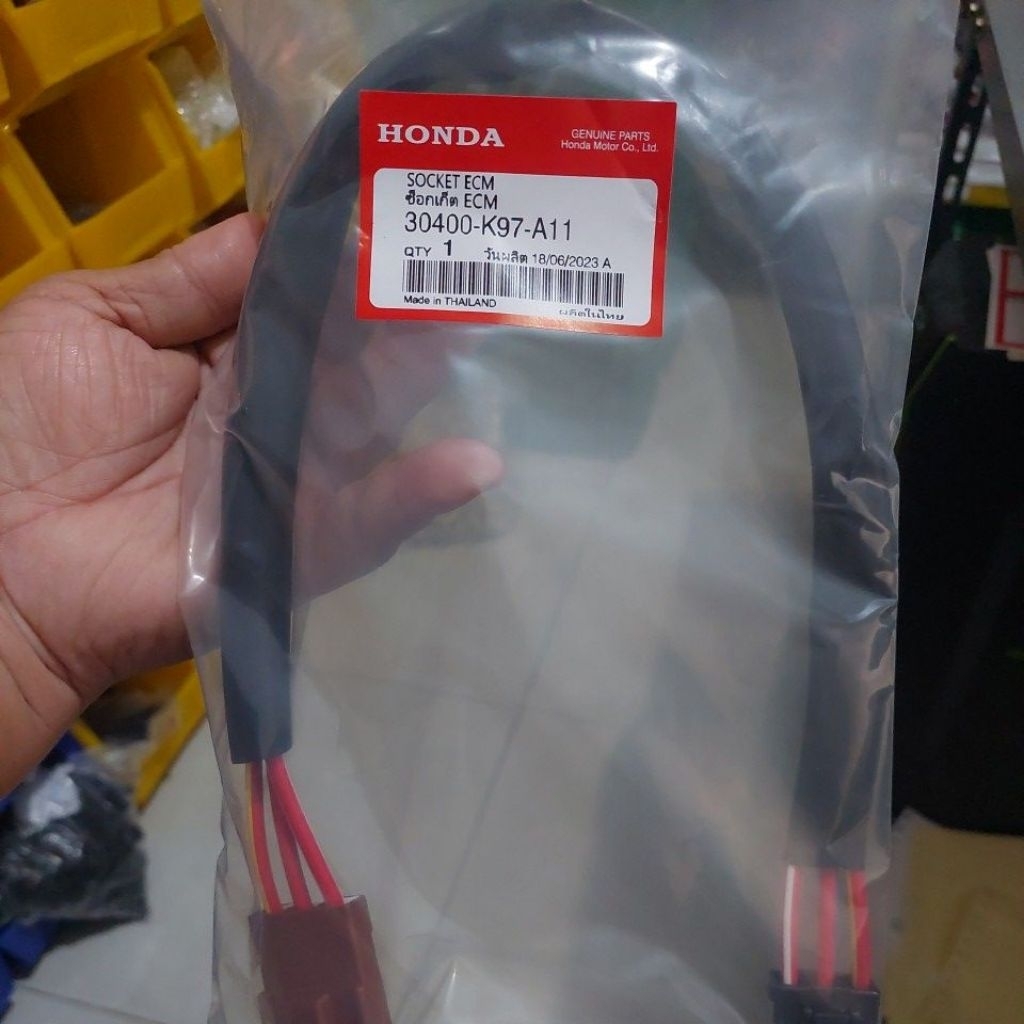 HONDA
GENUINE PARTS
Honda Motor Co., Ltd.
SOCKET ECM
ซ็อกเก็ต ECM
30400-K97-A11
QTY 1 วันผลิต 18/06/2023 A
Made in THAILAND
ผลิตในไทย